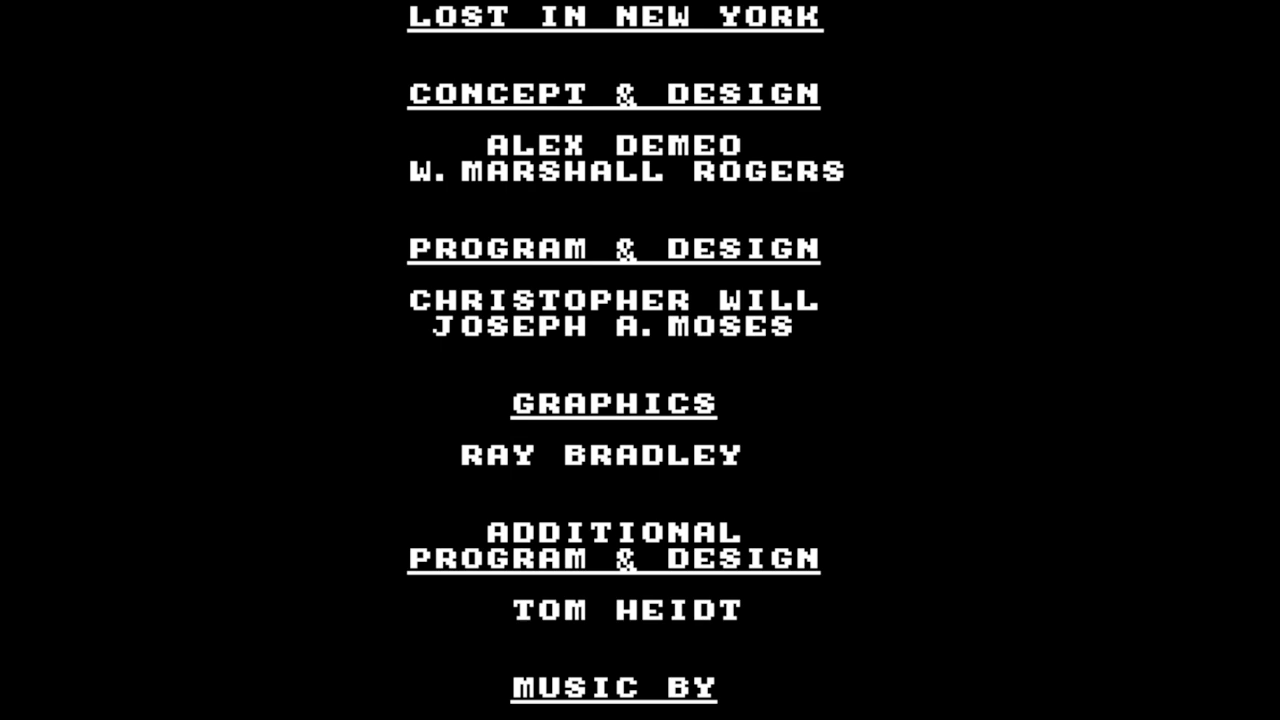 LOST IN NEW YORK
CONCEPT & DESIGN
ALEX DEMEO
W. MARSHALL ROGERS
PROGRAM & DESIGN
CHRISTOPHER WILL
JOSEPH A. MOSES
GRAPHICS
RAY BRADLEY
ADDITIONAL
PROGRAM & DESIGN
TOM HEIDT
MUSIC BY